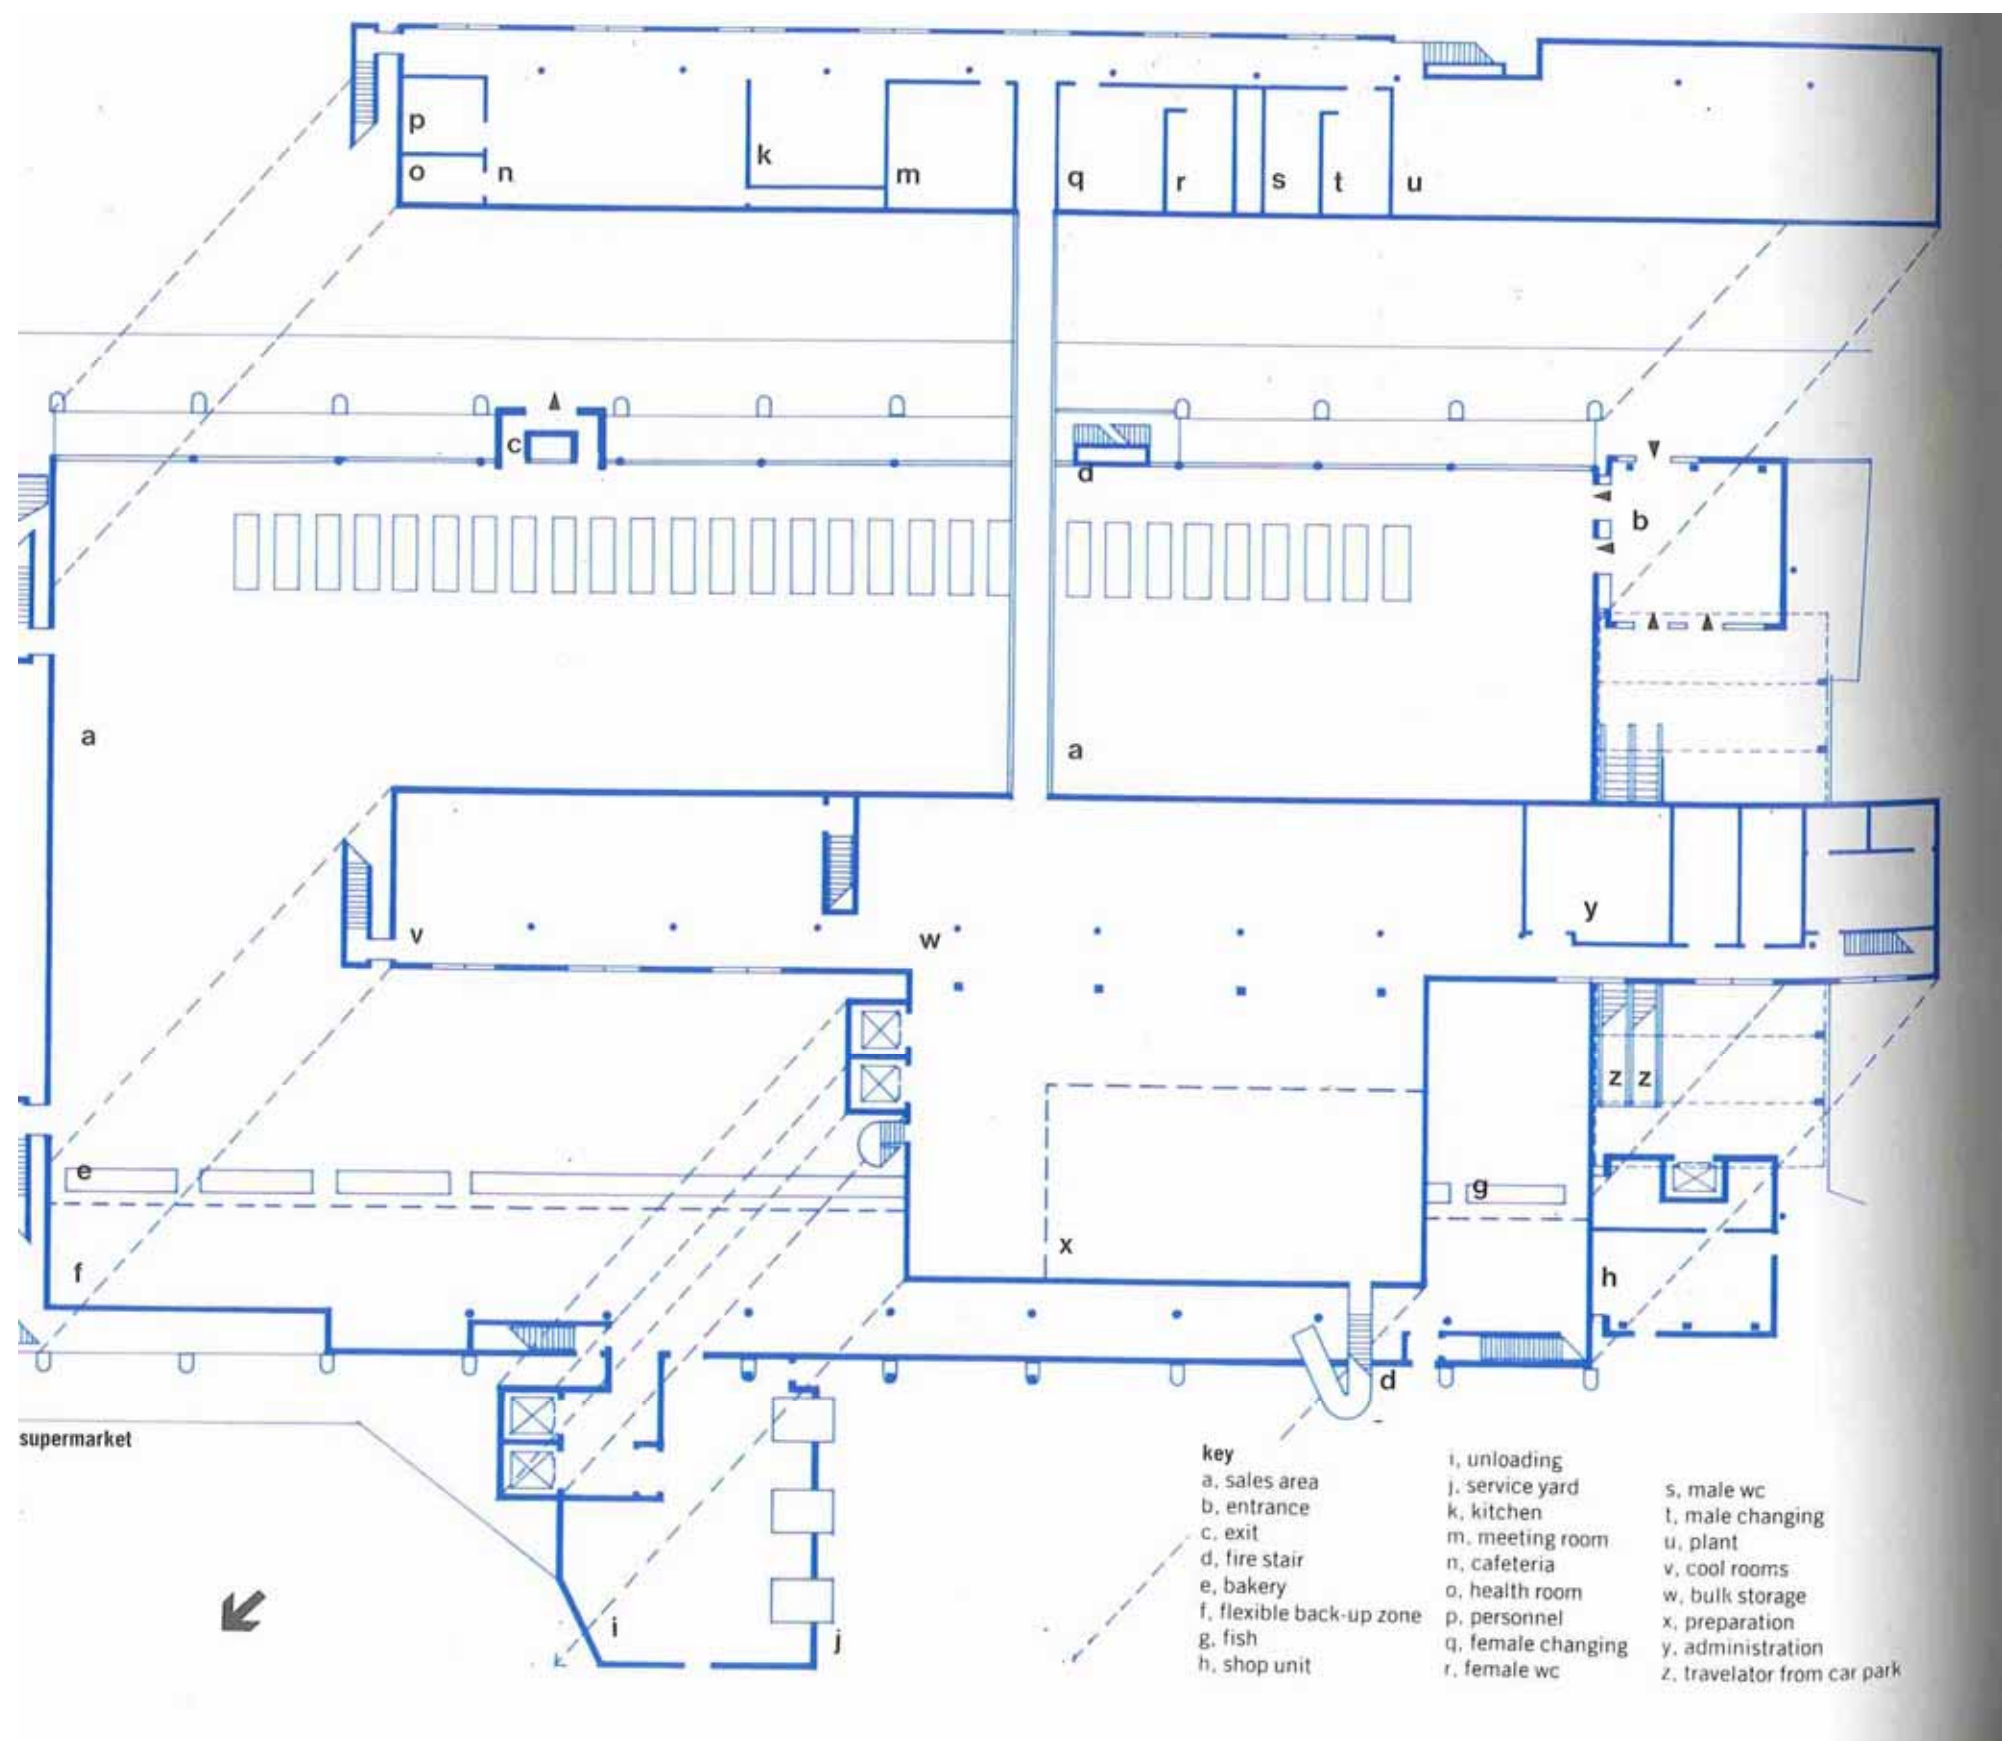 p
k
o
n
m
q
r
s
t
u
c
d
b
a
a
v
w
y
z z
e
g
x
f
h
d
supermarket
i
j
key
a, sales area
b, entrance
c, exit
d, fire stair
e, bakery
f, flexible back-up zone
g, fish
h, shop unit
i, unloading
j, service yard
k, kitchen
m, meeting room
n, cafeteria
o, health room
p, personnel
q, female changing
r, female wc
s, male wc
t, male changing
u, plant
v, cool rooms
w, bulk storage
x, preparation
y, administration
z, travelator from car park